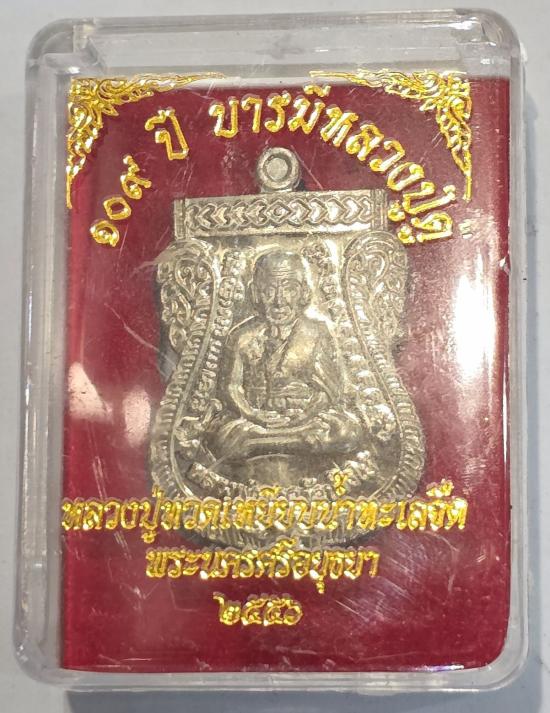 ๑๐๙ ปี บารมีหลวงปู่ดู่
หลวงปู่ทวดเหยียบน้ำทะเลจืด
พระนครศรีอยุธยา
๒๕๕๖